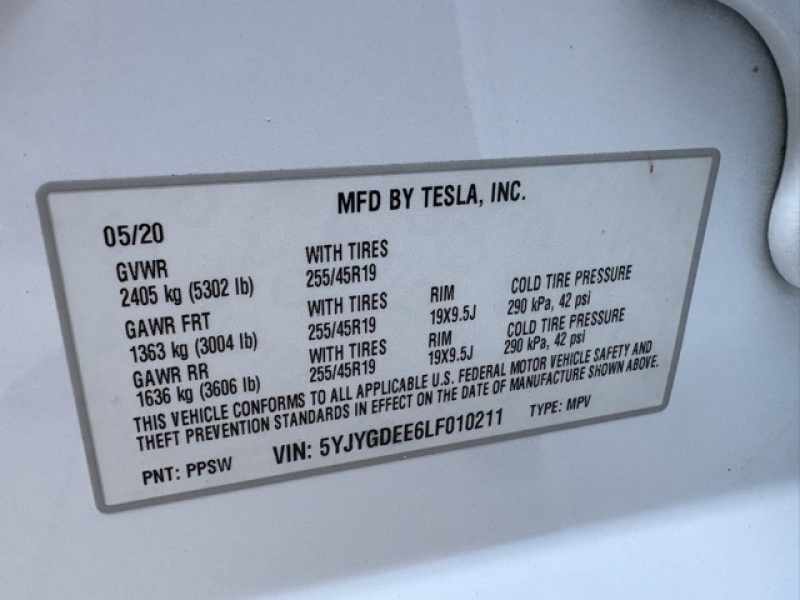 MFD BY TESLA, INC.
05/20
GVWR WITH TIRES
2405 kg (5302 lb) 255/45R19
GAWR FRT WITH TIRES RIM COLD TIRE PRESSURE
1363 kg (3004 lb) 255/45R19 19X9.5J 290 kPa, 42 psi
GAWR RR WITH TIRES RIM COLD TIRE PRESSURE
1636 kg (3606 lb) 255/45R19 19X9.5J 290 kPa, 42 psi
THIS VEHICLE CONFORMS TO ALL APPLICABLE U.S. FEDERAL MOTOR VEHICLE SAFETY AND
THEFT PREVENTION STANDARDS IN EFFECT ON THE DATE OF MANUFACTURE SHOWN ABOVE.
PNT: PPSW VIN: 5YJYGDEE6LF010211 TYPE: MPV